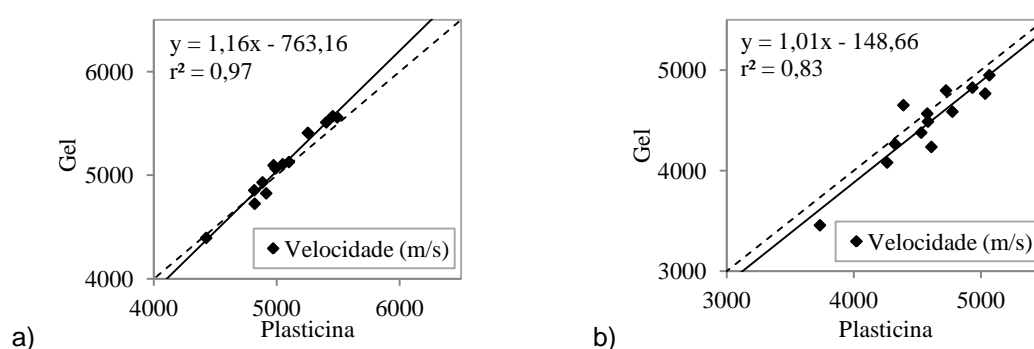 y = 1,16x - 763,16
r² = 0,97
6000
5000
4000
Gel
Velocidade (m/s)
4000 5000 6000
Plasticina
a)
y = 1,01x - 148,66
r² = 0,83
5000
4000
3000
Gel
Velocidade (m/s)
3000 4000 5000
Plasticina
b)